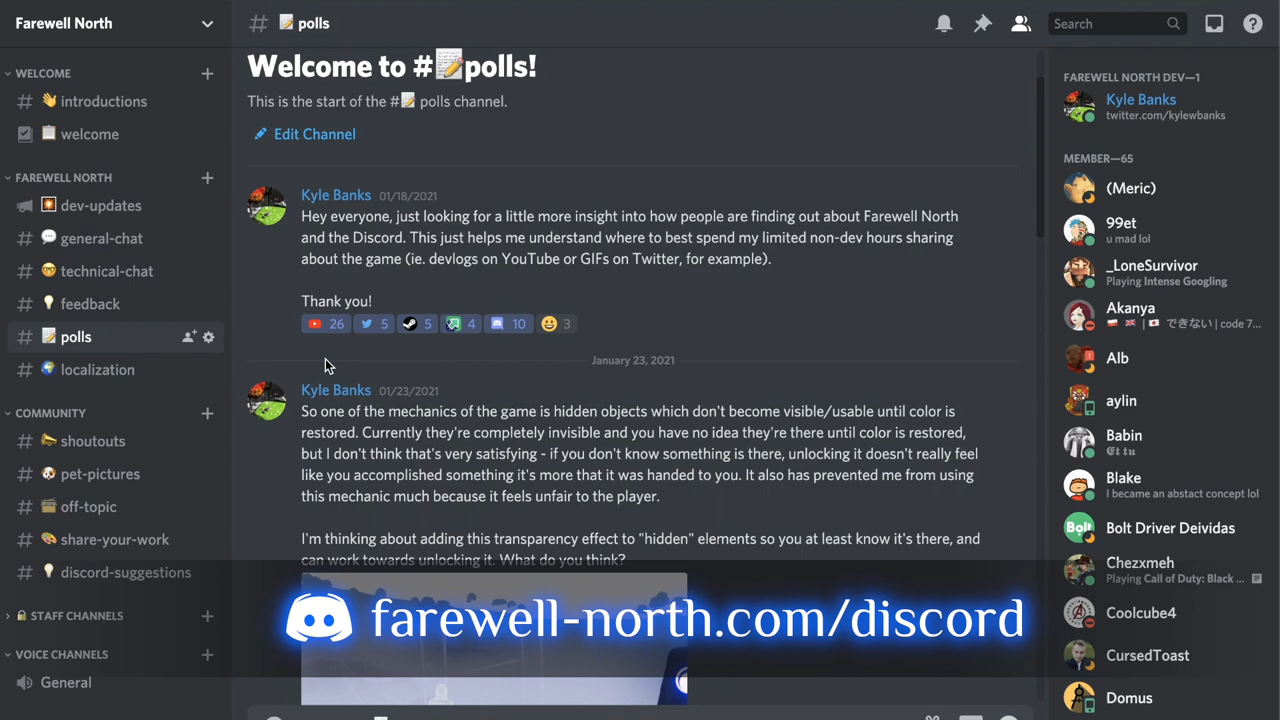 Farewell North
WELCOME
introductions
welcome
FAREWELL NORTH
dev-updates
general-chat
technical-chat
feedback
polls
localization
COMMUNITY
shoutouts
pet-pictures
off-topic
share-your-work
discord-suggestions
STAFF CHANNELS
VOICE CHANNELS
General
# polls
Search
Welcome to #polls!
This is the start of the # polls channel.
Edit Channel
Kyle Banks 01/18/2021
Hey everyone, just looking for a little more insight into how people are finding out about Farewell North
and the Discord. This just helps me understand where to best spend my limited non-dev hours sharing
about the game (ie. devlogs on YouTube or GIFs on Twitter, for example).
Thank you!
26 5 5 4 10 3
January 23, 2021
Kyle Banks 01/23/2021
So one of the mechanics of the game is hidden objects which don't become visible/usable until color is
restored. Currently they're completely invisible and you have no idea they're there until color is restored,
but I don't think that's very satisfying - if you don't know something is there, unlocking it doesn't really feel
like you accomplished something it's more that it was handed to you. It also has prevented me from using
this mechanic much because it feels unfair to the player.
I'm thinking about adding this transparency effect to "hidden" elements so you at least know it's there, and
can work towards unlocking it. What do you think?
farewell-north.com/discord
FAREWELL NORTH DEV—1
Kyle Banks
twitter.com/kylewbanks
MEMBER—65
(Meric)
99et
u mad lol
_LoneSurvivor
Playing Intense Googling
Akanya
できない | code 7...
Alb
aylin
Babin
𝕰𝖙 𝖙𝖚
Blake
I became an abstact concept lol
Bolt Driver Deividas
Chezxmeh
Playing Call of Duty: Black ...
Coolcube4
CursedToast
Domus